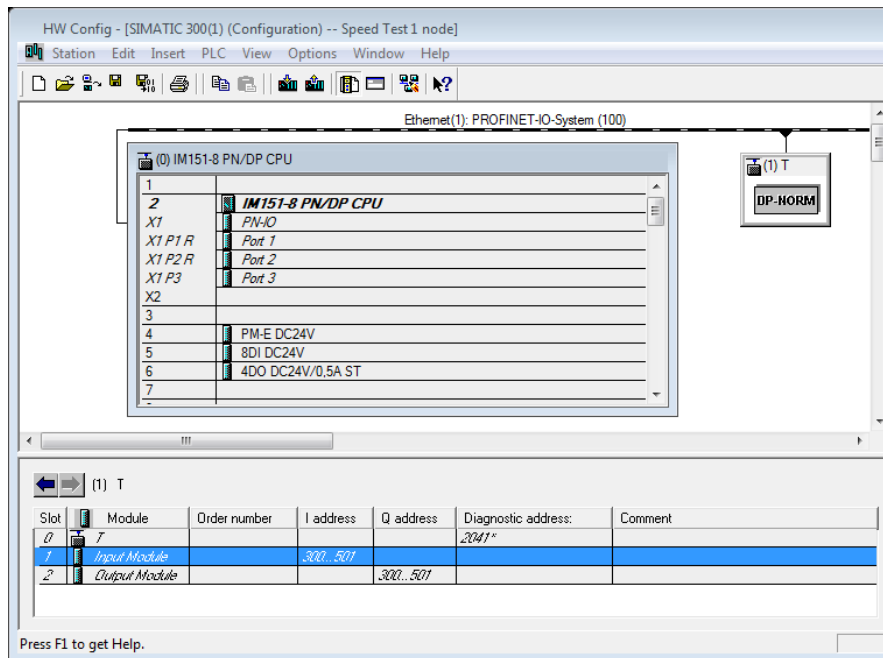 HW Config - [SIMATIC 300(1) (Configuration) -- Speed Test 1 node]
Station Edit Insert PLC View Options Window Help
Ethernet(1): PROFINET-IO-System (100)
(0) IM151-8 PN/DP CPU
1
2 IM151-8 PN/DP CPU
X1 PN-IO
X1 P1 R Port 1
X1 P2 R Port 2
X1 P3 Port 3
X2
3
4 PM-E DC24V
5 8DI DC24V
6 4DO DC24V/0,5A ST
7
(1) T
DP-NORM
(1) T
Slot Module Order number I address Q address Diagnostic address: Comment
0 T 2041*
1 Input Module 300...501
2 Output Module 300...501
Press F1 to get Help.